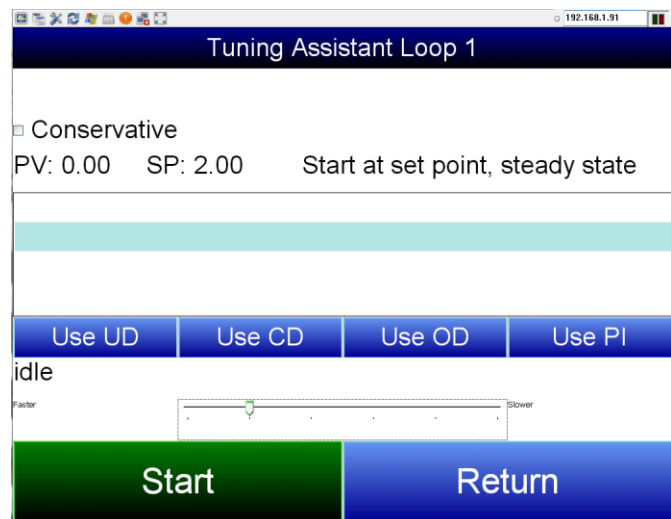 192.168.1.91
Tuning Assistant Loop 1
Conservative
PV: 0.00 SP: 2.00 Start at set point, steady state
Use UD Use CD Use OD Use PI
idle
Faster Slower
Start Return